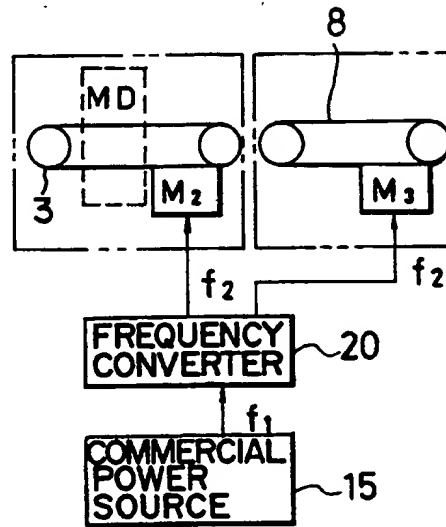 8
MD
3
M2
M3
f2
f2
FREQUENCY
CONVERTER
20
f1
COMMERCIAL
POWER
SOURCE
15